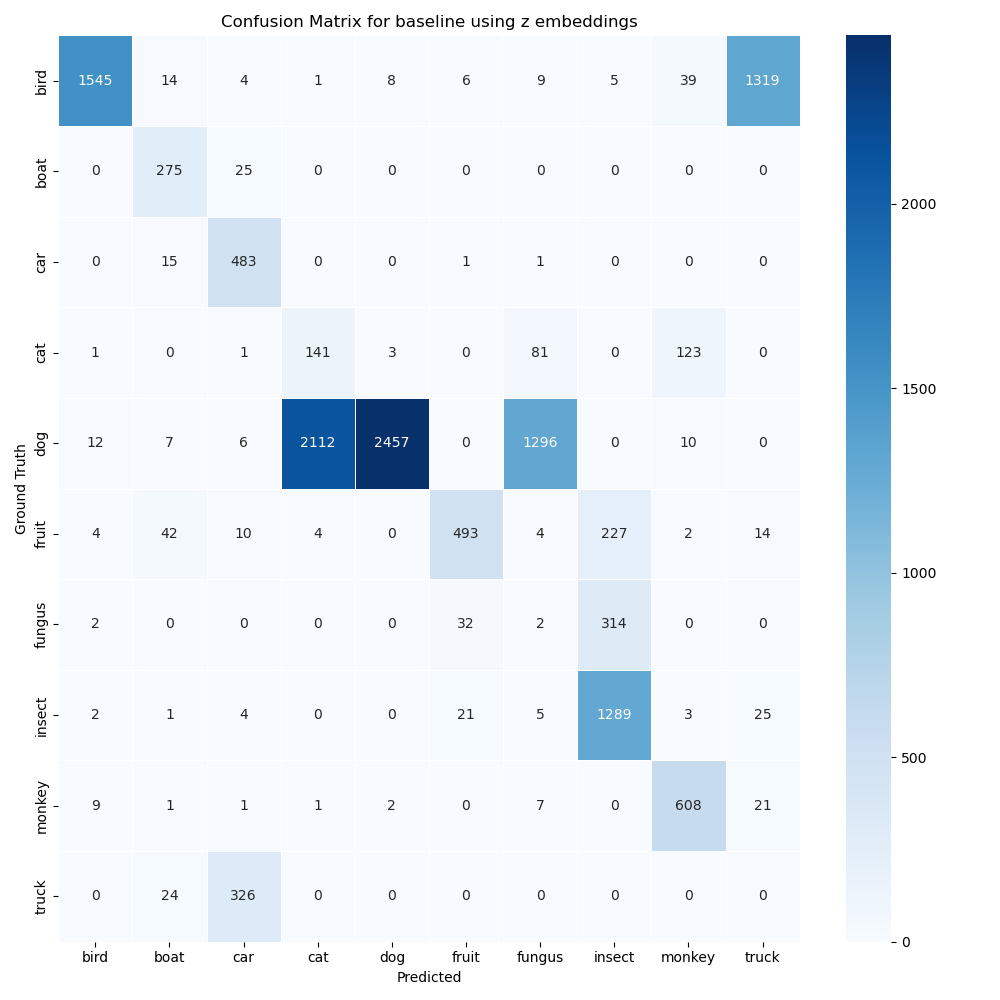 Confusion Matrix for baseline using z embeddings
bird 1545 14 4 1 8 6 9 5 39 1319
boat 0 275 25 0 0 0 0 0 0 0
car 0 15 483 0 0 1 1 0 0 0
cat 1 0 1 141 3 0 81 0 123 0
dog 12 7 6 2112 2457 0 1296 0 10 0
fruit 4 42 10 4 0 493 4 227 2 14
fungus 2 0 0 0 0 32 2 314 0 0
insect 2 1 4 0 0 21 5 1289 3 25
monkey 9 1 1 1 2 0 7 0 608 21
truck 0 24 326 0 0 0 0 0 0 0
bird boat car cat dog fruit fungus insect monkey truck
Predicted
Ground Truth
2000
1500
1000
500
0